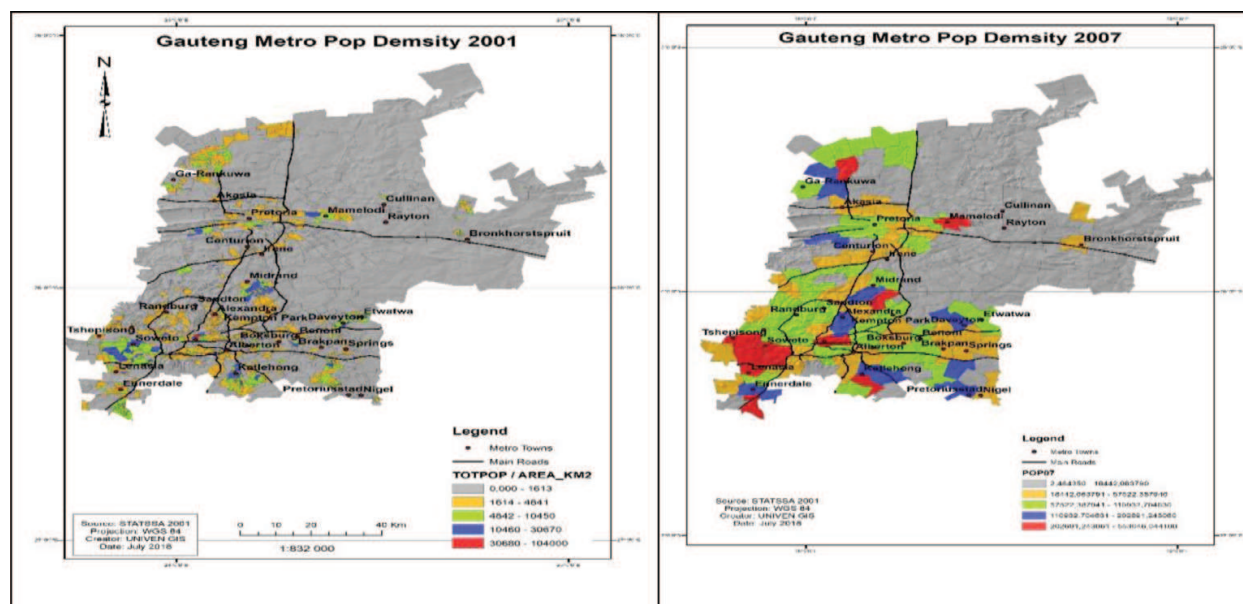 Gauteng Metro Pop Demsity 2001
N
Ga-Rankuwa
Akasia
Cullinan
Pretoria
Mamelodi
Rayton
Centurion
Irene
Bronkhorstspruit
Midrand
Sandton
Randburg
Alexandra
Kempton Park
Daveyton
Etwatwa
Tshepisong
Soweto
Benoni
Boksburg
Alberton
Brakpan
Springs
Lenasia
Katlehong
Ennerdale
Pretoriusstad
Nigel
Legend
Metro Towns
Main Roads
TOTPOP / AREA_KM2
0,000 - 1613
1614 - 4841
4842 - 10450
10460 - 30670
30680 - 104000
Source: STATSSA 2001
Projection: WGS 84
Creator: UNIVEN GIS
Date: July 2018
0 10 20 40 Km
1:832 000
Gauteng Metro Pop Demsity 2007
Ga-Rankuwa
Akasia
Cullinan
Pretoria
Mamelodi
Rayton
Centurion
Irene
Bronkhorstspruit
Midrand
Sandton
Randburg
Alexandra
Kempton Park
Daveyton
Etwatwa
Tshepisong
Soweto
Benoni
Boksburg
Alberton
Brakpan
Springs
Lenasia
Katlehong
Ennerdale
Pretoriusstad
Nigel
Legend
Metro Towns
Main Roads
POP07
Source: STATSSA 2001
Projection: WGS 84
Creator: UNIVEN GIS
Date: July 2018